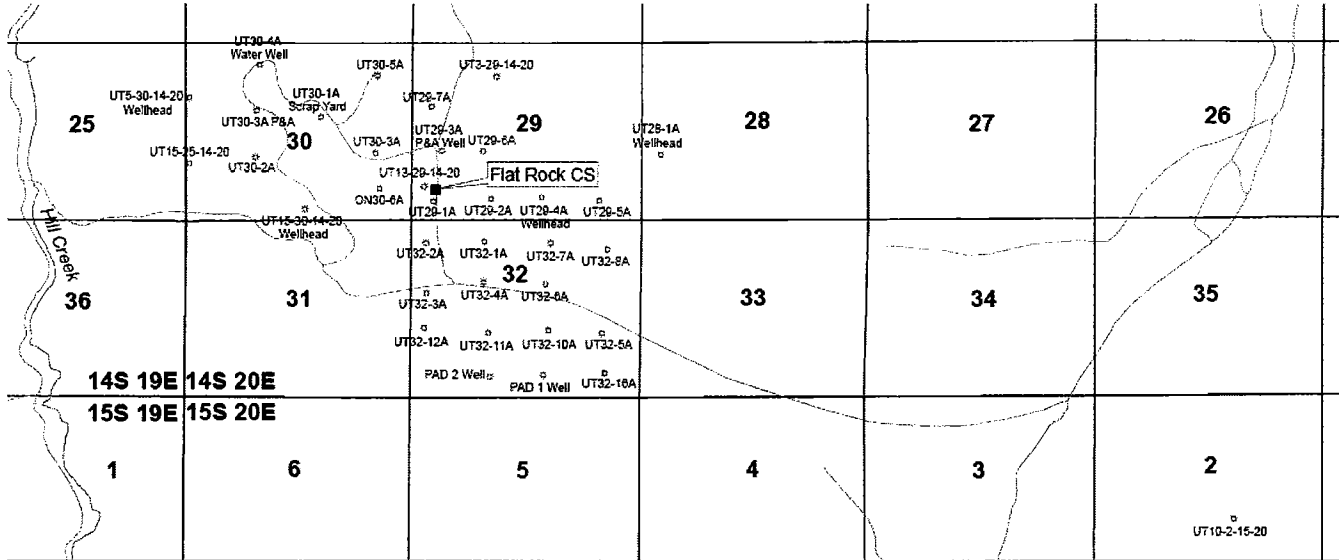 UT30-4A
Water Well
UT30-5A
UT3-29-14-20
UT5-30-14-20
Wellhead
UT30-1A
Scrap Yard
UT29-7A
25
UT30-3A P&A
30
UT29-3A
P&A Well
29
28
27
26
UT15-25-14-20
UT30-2A
UT30-3A
UT29-6A
UT28-1A
Wellhead
UT13-29-14-20
Flat Rock CS
ON30-6A
UT29-1A
UT29-2A
UT29-4A
Wellhead
UT29-5A
UT15-30-14-20
Wellhead
Hill Creek
UT32-2A
UT32-1A
UT32-7A
UT32-8A
36
31
32
33
34
35
UT32-3A
UT32-4A
UT32-6A
UT32-12A
UT32-11A
UT32-10A
UT32-5A
PAD 2 Well
PAD 1 Well
UT32-16A
14S 19E 14S 20E
15S 19E 15S 20E
1
6
5
4
3
2
UT10-2-15-20